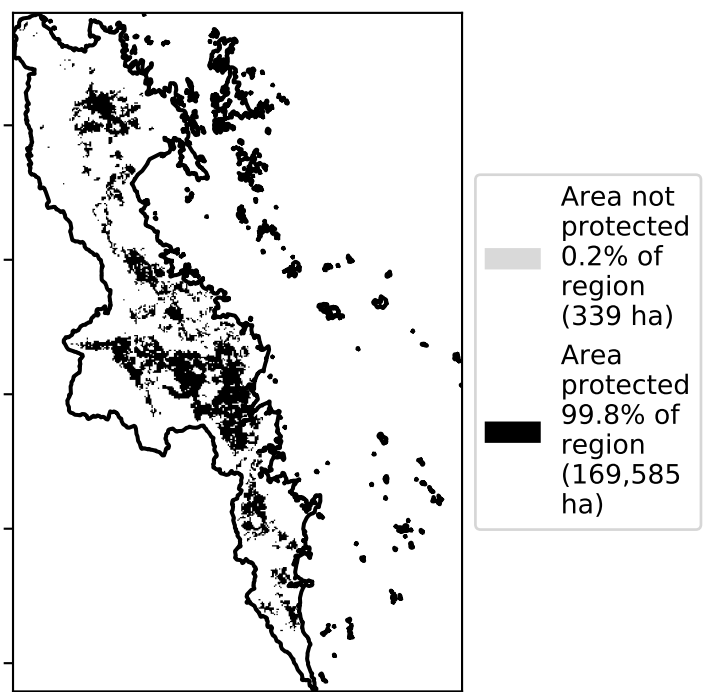 Area not
protected
0.2% of
region
(339 ha)
Area
protected
99.8% of
region
(169,585
ha)